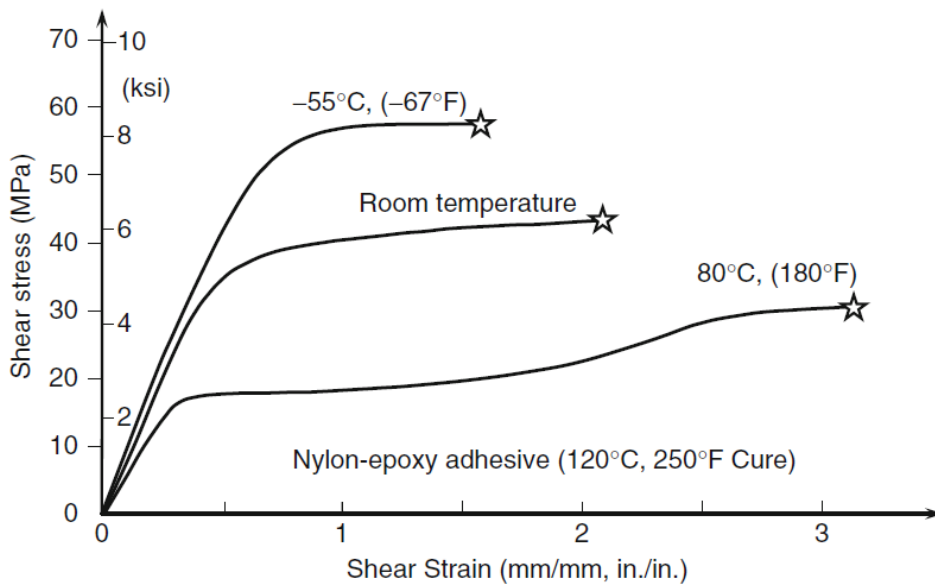 70
10
(ksi)
–55°C, (–67°F)
60
8
50
Room temperature
6
40
80°C, (180°F)
30
4
20
2
10
Nylon-epoxy adhesive (120°C, 250°F Cure)
0
0
1
2
3
Shear stress (MPa)
Shear Strain (mm/mm, in./in.)